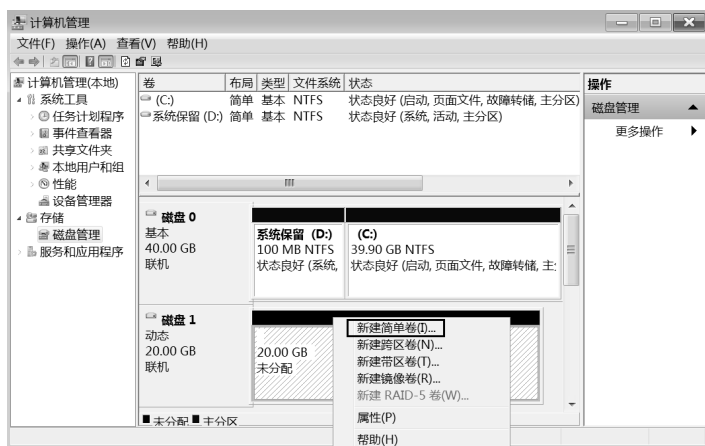 计算机管理
文件(F) 操作(A) 查看(V) 帮助(H)
计算机管理(本地)
系统工具
任务计划程序
事件查看器
共享文件夹
本地用户和组
性能
设备管理器
存储
磁盘管理
服务和应用程序
卷 布局 类型 文件系统 状态
(C:) 简单 基本 NTFS 状态良好 (启动, 页面文件, 故障转储, 主分区)
系统保留 (D:) 简单 基本 NTFS 状态良好 (系统, 活动, 主分区)
磁盘 0
基本
40.00 GB
联机
系统保留 (D:)
100 MB NTFS
状态良好 (系统,
(C:)
39.90 GB NTFS
状态良好 (启动, 页面文件, 故障转储, 主:
磁盘 1
动态
20.00 GB
联机
20.00 GB
未分配
新建简单卷(I)...
新建跨区卷(N)...
新建带区卷(T)...
新建镜像卷(R)...
新建 RAID-5 卷(W)...
属性(P)
帮助(H)
未分配 主分区
操作
磁盘管理
更多操作